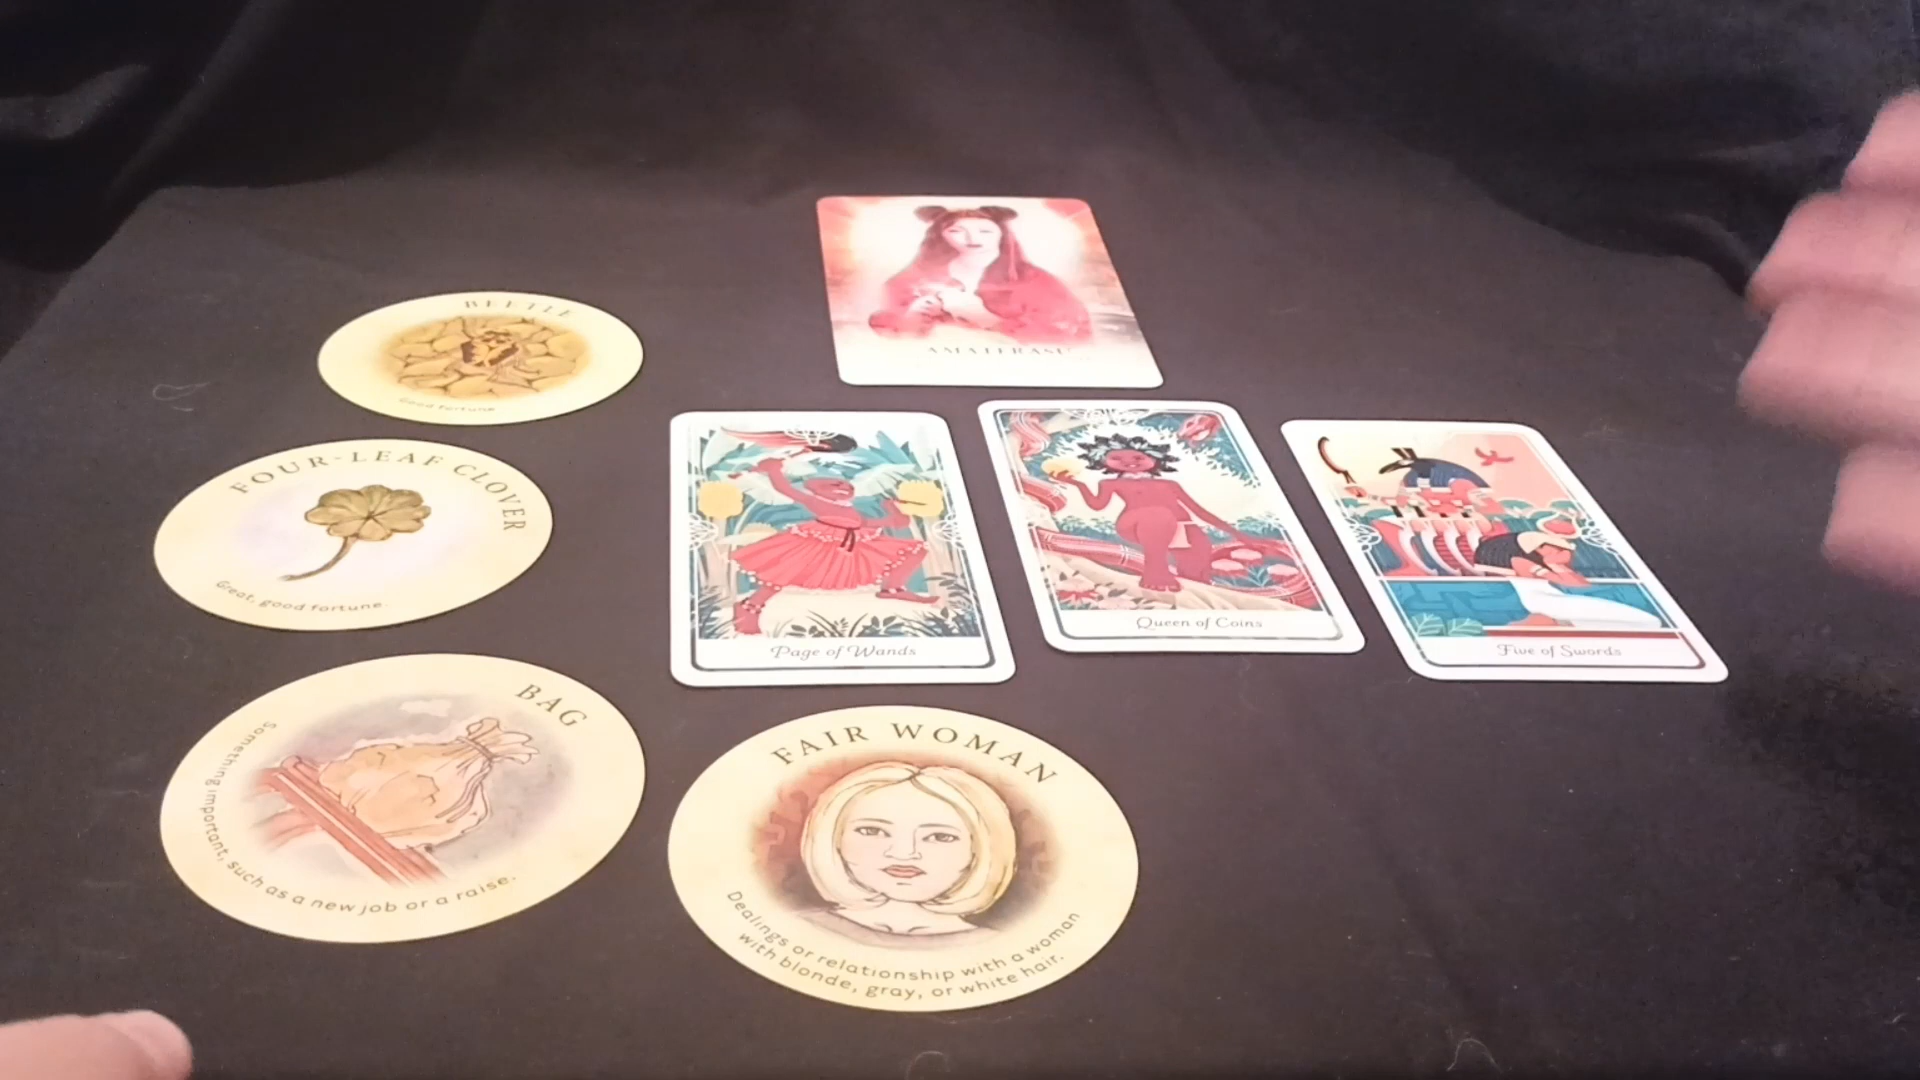 AMATERASU
BEETLE
Good fortune
FOUR-LEAF CLOVER
Great, good fortune.
Page of Wands
Queen of Coins
Five of Swords
BAG
Something important, such as a new job or a raise.
FAIR WOMAN
Dealings or relationship with a woman
with blonde, gray, or white hair.